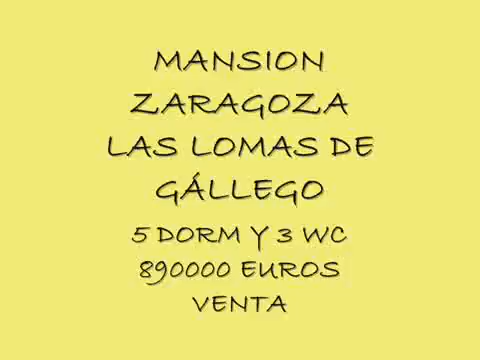 MANSION
ZARAGOZA
LAS LOMAS DE
GÁLLEGO
5 DORM Y 3 WC
890000 EUROS
VENTA